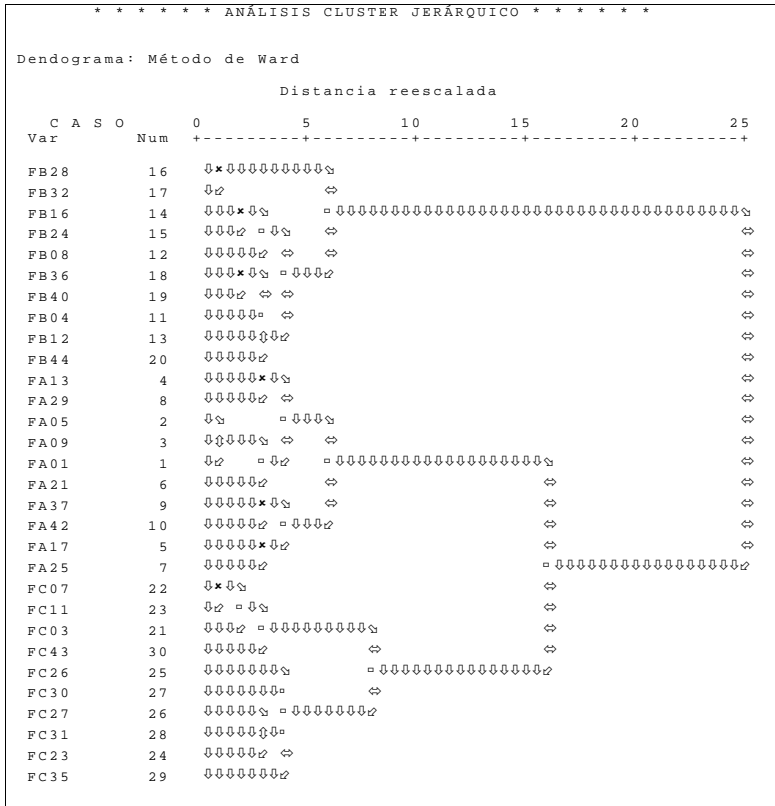 * * * * * * ANÁLISIS CLUSTER JERÁRQUICO * * * * * *
Dendograma: Método de Ward
Distancia reescalada
C A S O 0 5 10 15 20 25
Var Num +---------+---------+---------+---------+---------+
FB28 16 ⇩×⇩⇩⇩⇩⇩⇩⇩⇩⇩⬂
FB32 17 ⇩⬃ ⇔
FB16 14 ⇩⇩⇩×⇩⬂ ▫⇩⇩⇩⇩⇩⇩⇩⇩⇩⇩⇩⇩⇩⇩⇩⇩⇩⇩⇩⇩⇩⇩⇩⇩⇩⇩⇩⇩⇩⇩⇩⇩⇩⇩⇩⇩⇩⬂
FB24 15 ⇩⇩⇩⬃ ▫⇩⬂ ⇔ ⇔
FB08 12 ⇩⇩⇩⇩⇩⬃ ⇔ ⇔ ⇔
FB36 18 ⇩⇩⇩×⇩⬂ ▫⇩⇩⇩⬃ ⇔
FB40 19 ⇩⇩⇩⬃ ⇔ ⇔ ⇔
FB04 11 ⇩⇩⇩⇩⇩▫ ⇔ ⇔
FB12 13 ⇩⇩⇩⇩⇩⇳⇩⬃ ⇔
FB44 20 ⇩⇩⇩⇩⇩⬃ ⇔
FA13 4 ⇩⇩⇩⇩⇩×⇩⬂ ⇔
FA29 8 ⇩⇩⇩⇩⇩⬃ ⇔ ⇔
FA05 2 ⇩⬂ ▫⇩⇩⇩⬂ ⇔
FA09 3 ⇩⇳⇩⇩⇩⬂ ⇔ ⇔ ⇔
FA01 1 ⇩⬃ ▫⇩⬃ ▫⇩⇩⇩⇩⇩⇩⇩⇩⇩⇩⇩⇩⇩⇩⇩⇩⇩⇩⇩⬂ ⇔
FA21 6 ⇩⇩⇩⇩⇩⬃ ⇔ ⇔ ⇔
FA37 9 ⇩⇩⇩⇩⇩×⇩⬂ ⇔ ⇔ ⇔
FA42 10 ⇩⇩⇩⇩⇩⬃ ▫⇩⇩⇩⬃ ⇔ ⇔
FA17 5 ⇩⇩⇩⇩⇩×⇩⬃ ⇔ ⇔
FA25 7 ⇩⇩⇩⇩⇩⬃ ▫⇩⇩⇩⇩⇩⇩⇩⇩⇩⇩⇩⇩⇩⇩⇩⇩⇩⬃
FC07 22 ⇩×⇩⬂ ⇔
FC11 23 ⇩⬃ ▫⇩⬂ ⇔
FC03 21 ⇩⇩⇩⬃ ▫⇩⇩⇩⇩⇩⇩⇩⇩⇩⬂ ⇔
FC43 30 ⇩⇩⇩⇩⇩⬃ ⇔ ⇔
FC26 25 ⇩⇩⇩⇩⇩⇩⇩⬂ ▫⇩⇩⇩⇩⇩⇩⇩⇩⇩⇩⇩⇩⇩⇩⇩⬃
FC30 27 ⇩⇩⇩⇩⇩⇩⇩▫ ⇔
FC27 26 ⇩⇩⇩⇩⇩⬂ ▫⇩⇩⇩⇩⇩⇩⇩⬃
FC31 28 ⇩⇩⇩⇩⇩⇳⇩▫
FC23 24 ⇩⇩⇩⇩⇩⬃ ⇔
FC35 29 ⇩⇩⇩⇩⇩⇩⇩⬃